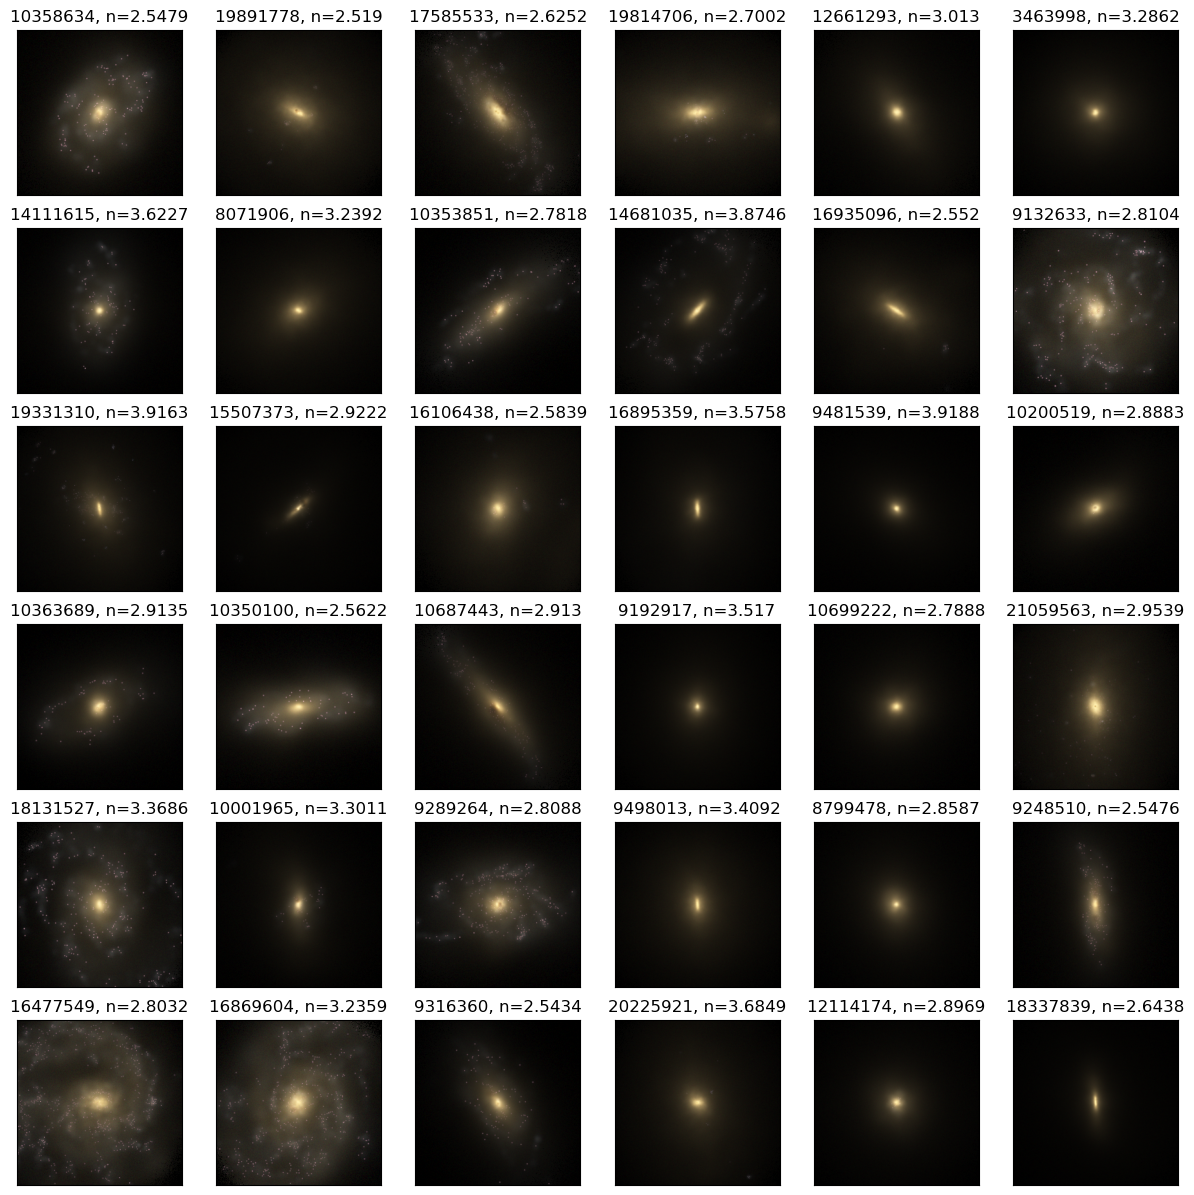 10358634, n=2.5479 19891778, n=2.519 17585533, n=2.6252 19814706, n=2.7002 12661293, n=3.013 3463998, n=3.2862
14111615, n=3.6227 8071906, n=3.2392 10353851, n=2.7818 14681035, n=3.8746 16935096, n=2.552 9132633, n=2.8104
19331310, n=3.9163 15507373, n=2.9222 16106438, n=2.5839 16895359, n=3.5758 9481539, n=3.9188 10200519, n=2.8883
10363689, n=2.9135 10350100, n=2.5622 10687443, n=2.913 9192917, n=3.517 10699222, n=2.7888 21059563, n=2.9539
18131527, n=3.3686 10001965, n=3.3011 9289264, n=2.8088 9498013, n=3.4092 8799478, n=2.8587 9248510, n=2.5476
16477549, n=2.8032 16869604, n=3.2359 9316360, n=2.5434 20225921, n=3.6849 12114174, n=2.8969 18337839, n=2.6438